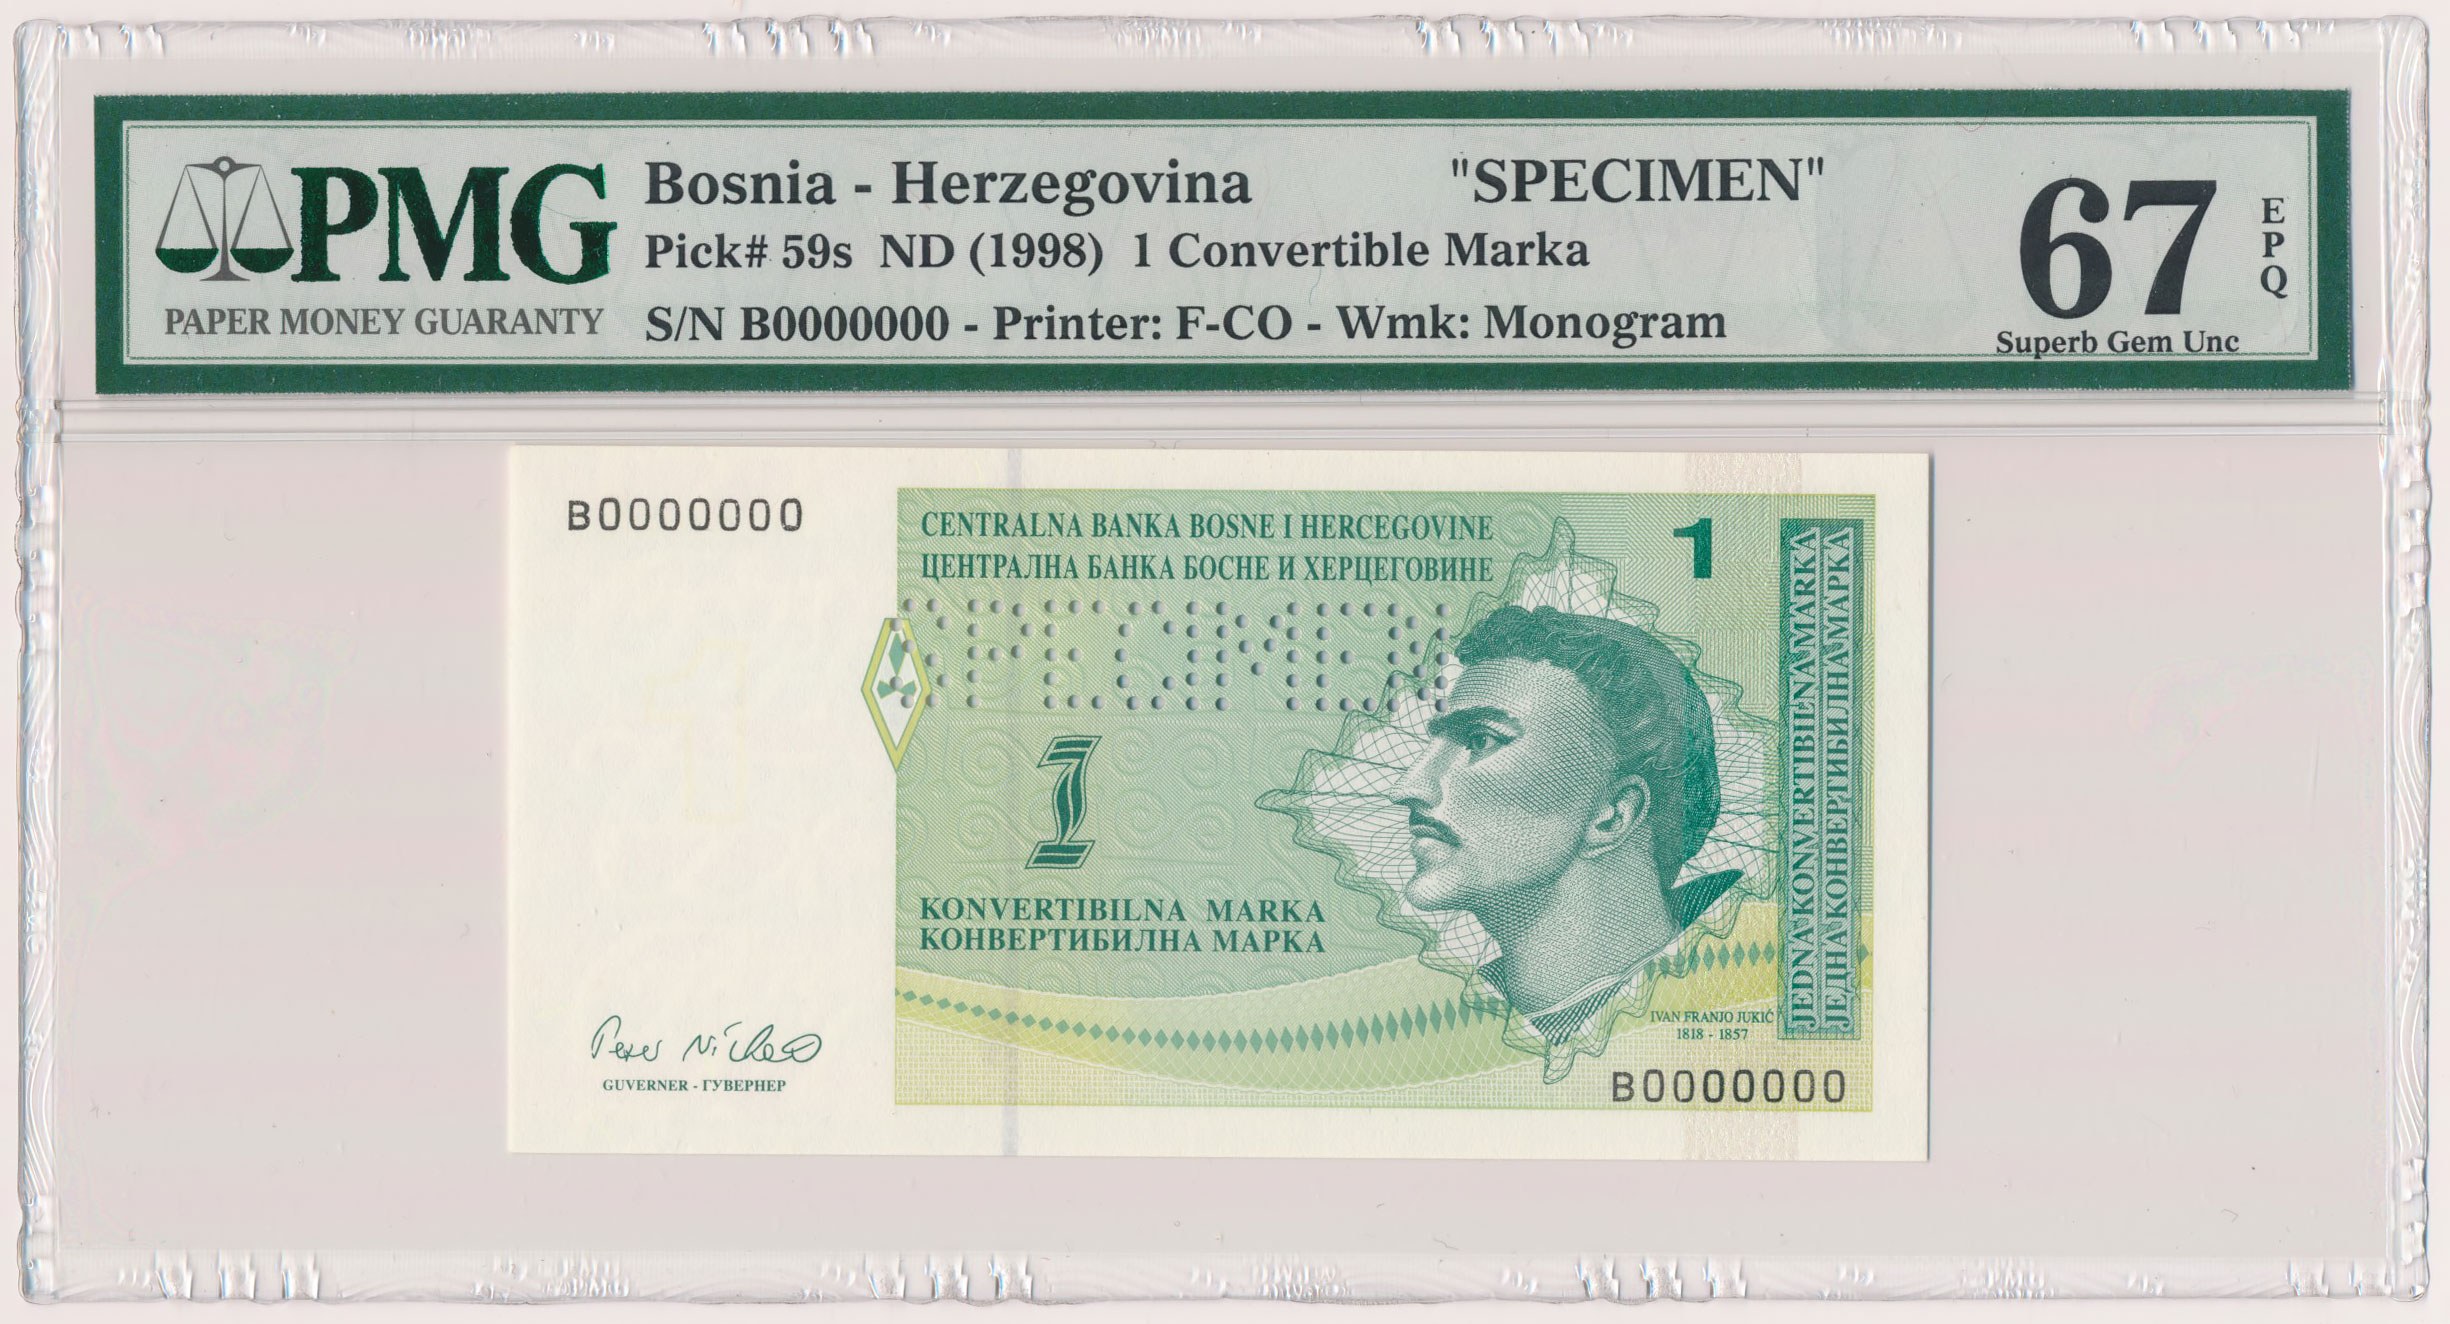 PMG
PAPER MONEY GUARANTY
Bosnia - Herzegovina "SPECIMEN"
Pick# 59s ND (1998) 1 Convertible Marka
S/N B0000000 - Printer: F-CO - Wmk: Monogram
67
EPQ
Superb Gem Unc
B0000000
CENTRALNA BANKA BOSNE I HERCEGOVINE
ЦЕНТРАЛНА БАНКА БОСНЕ И ХЕРЦЕГОВИНЕ
1
SPECIMEN
1
KONVERTIBILNA MARKA
КОНВЕРТИБИЛНА МАРКА
JEDNA KONVERTIBILNA MARKA
ЈЕДНА КОНВЕРТИБИЛНА МАРКА
IVAN FRANJO JUKIĆ
1818 - 1857
GUVERNER - ГУВЕРНЕР
B0000000